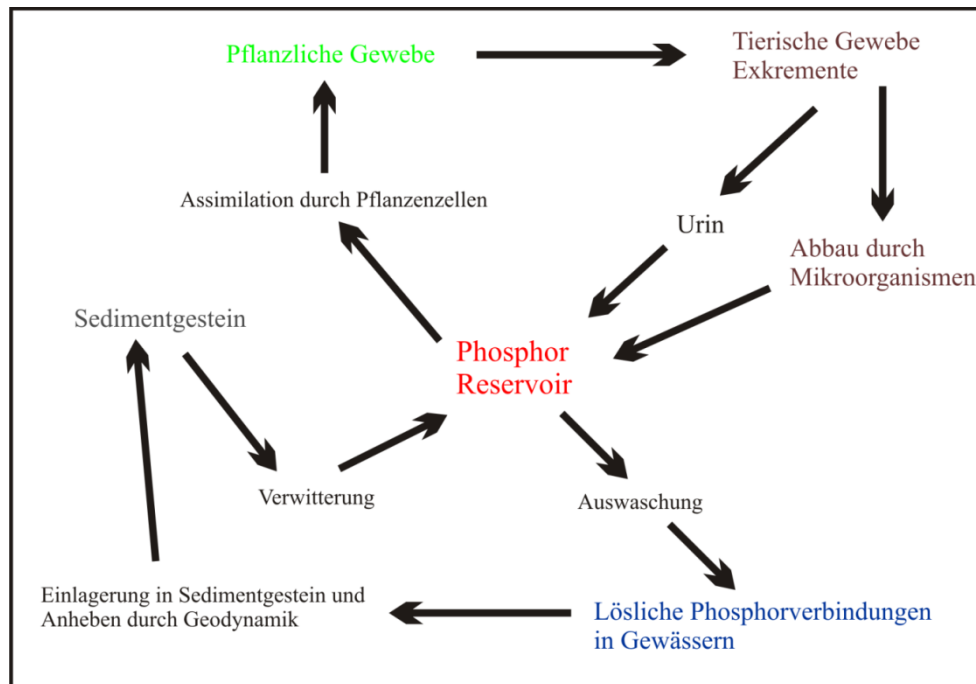 Pflanzliche Gewebe
Tierische Gewebe
Exkremente
Assimilation durch Pflanzenzellen
Urin
Abbau durch
Mikroorganismen
Sedimentgestein
Phosphor
Reservoir
Verwitterung
Auswaschung
Einlagerung in Sedimentgestein und
Anheben durch Geodynamik
Lösliche Phosphorverbindungen
in Gewässern